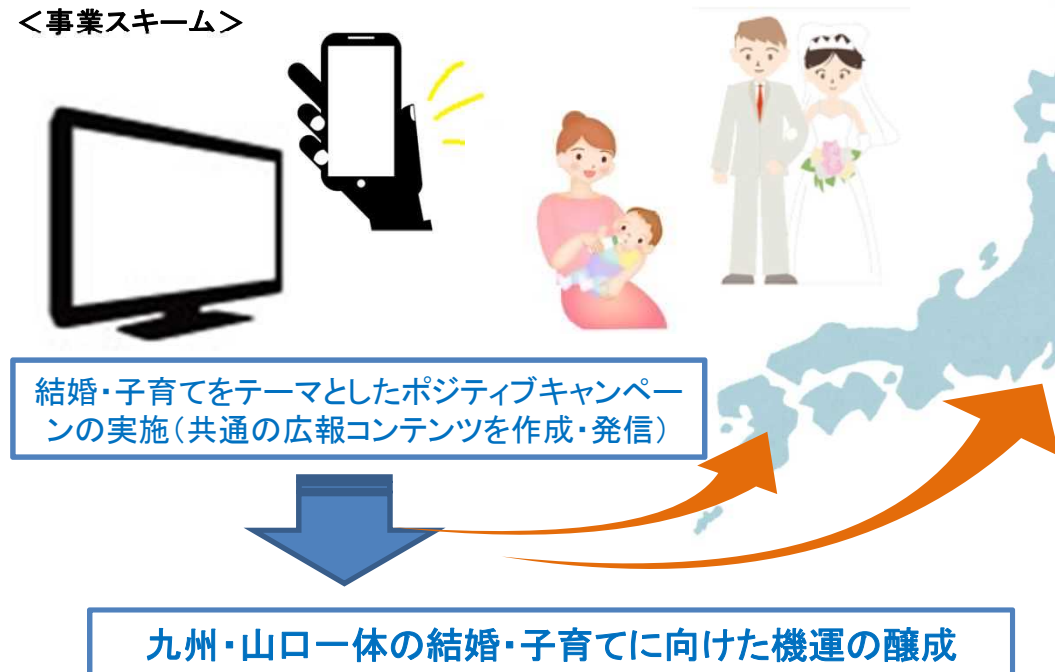 ＜事業スキーム＞
結婚・子育てをテーマとしたポジティブキャンペー
ンの実施（共通の広報コンテンツを作成・発信）
九州・山口一体の結婚・子育てに向けた機運の醸成